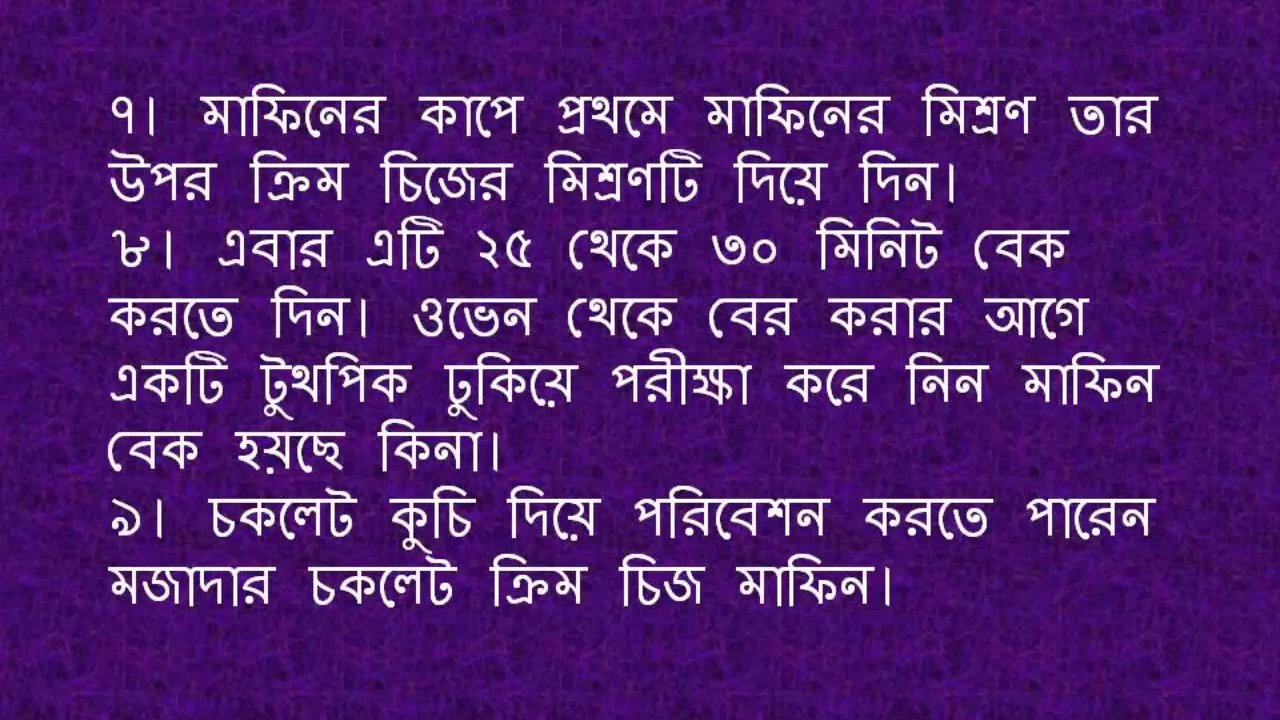 ৭। মাফিনের কাপে প্রথমে মাফিনের মিশ্রণ তার
উপর ক্রিম চিজের মিশ্রণটি দিয়ে দিন।
৮। এবার এটি ২৫ থেকে ৩০ মিনিট বেক
করতে দিন। ওভেন থেকে বের করার আগে
একটি টুথপিক ঢুকিয়ে পরীক্ষা করে নিন মাফিন
বেক হয়ছে কিনা।
৯। চকলেট কুচি দিয়ে পরিবেশন করতে পারেন
মজাদার চকলেট ক্রিম চিজ মাফিন।